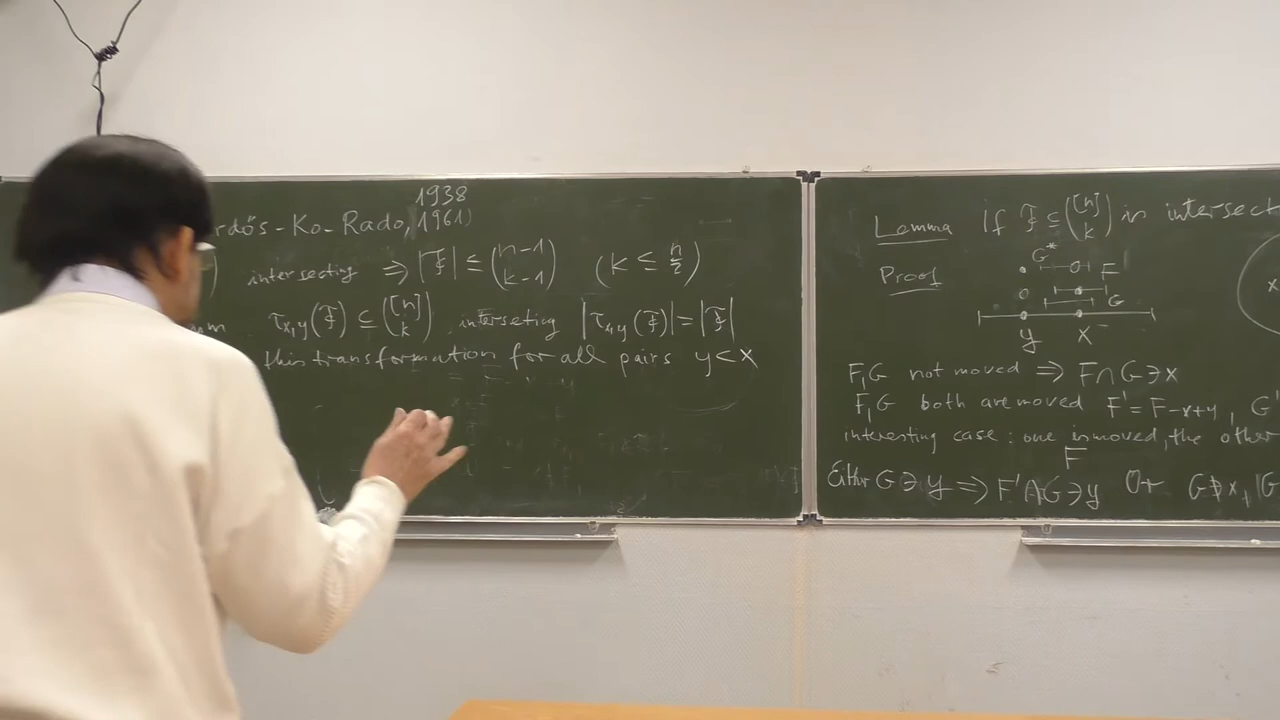 1938
rdős-Ko-Rado, 1961)
) intersecting ⇒ |F| ≤ (n-1 k-1) (k ≤ n/2)
τx,y(F) ⊆ ([n] k) interseting |τx,y(F)| = |F|
this transformation for all pairs y<x
Lemma If F ⊆ ([n] k) is intersect
Proof
G* F'
F
G
y x
F,G not moved ⇒ F∩G∋x
F,G both are moved F'=F-x+y, G'
interesting case: one is moved, the other
F
Either G∋y ⇒ F'∩G∋y Or G∌x, |G
x